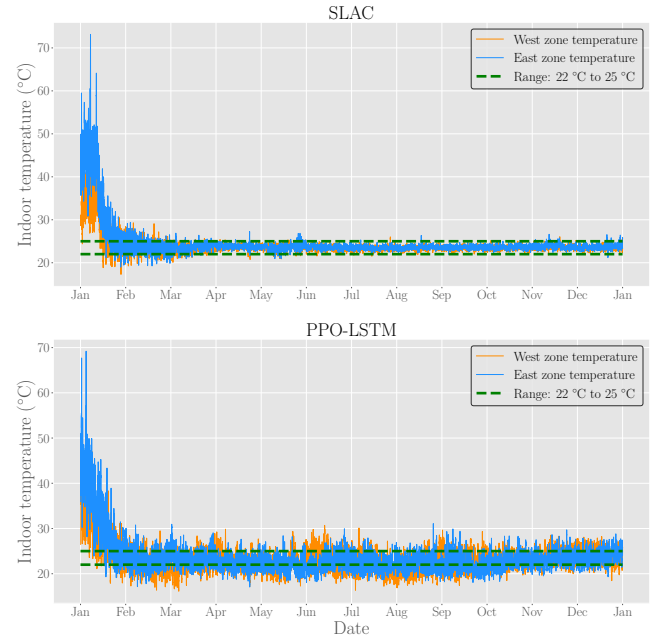 SLAC
Indoor temperature (°C)
70
60
50
40
30
20
West zone temperature
East zone temperature
Range: 22 °C to 25 °C
Jan Feb Mar Apr May Jun Jul Aug Sep Oct Nov Dec Jan
PPO-LSTM
Indoor temperature (°C)
70
60
50
40
30
20
West zone temperature
East zone temperature
Range: 22 °C to 25 °C
Jan Feb Mar Apr May Jun Jul Aug Sep Oct Nov Dec Jan
Date